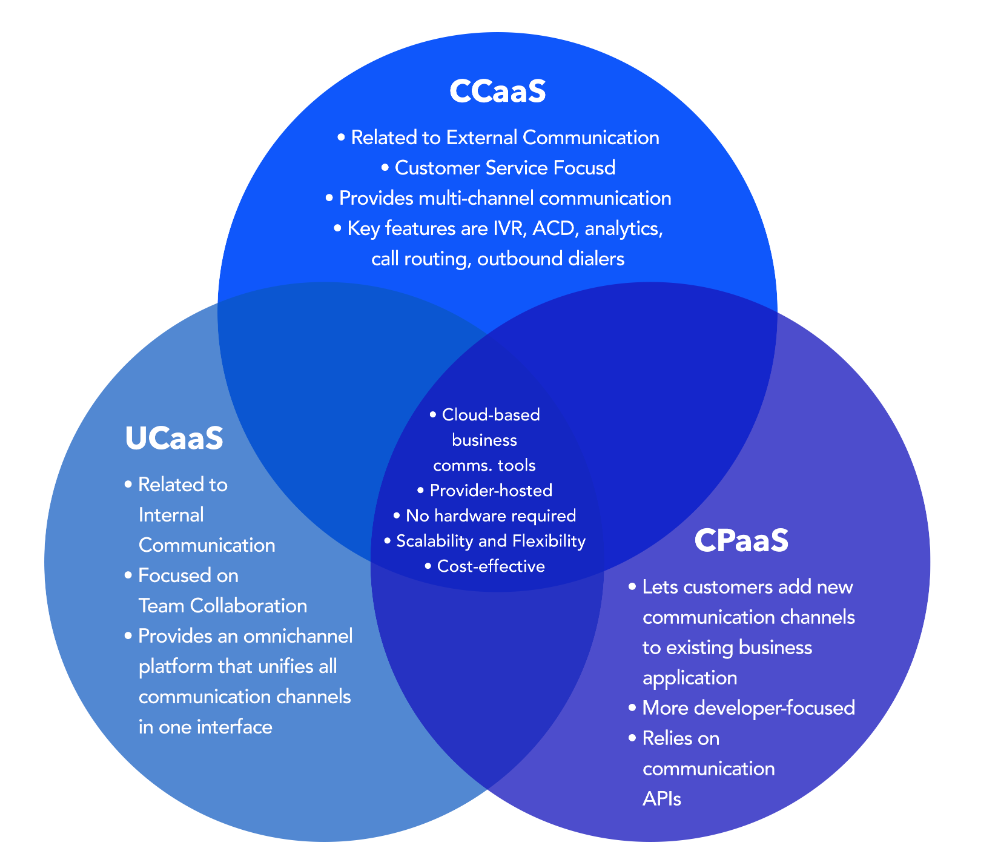 CCaaS
• Related to External Communication
• Customer Service Focusd
• Provides multi-channel communication
• Key features are IVR, ACD, analytics,
call routing, outbound dialers
UCaaS
• Related to
Internal
Communication
• Focused on
Team Collaboration
• Provides an omnichannel
platform that unifies all
communication channels
in one interface
• Cloud-based
business
comms. tools
• Provider-hosted
• No hardware required
• Scalability and Flexibility
• Cost-effective
CPaaS
• Lets customers add new
communication channels
to existing business
application
• More developer-focused
• Relies on
communication
APIs